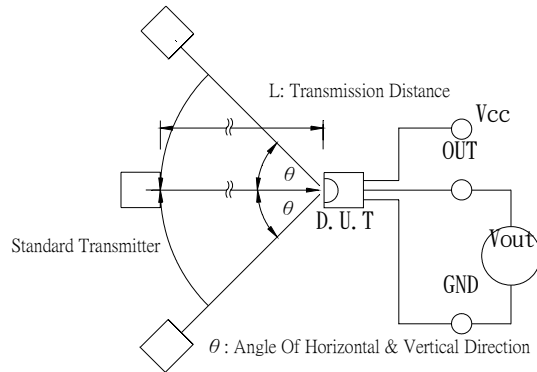 L: Transmission Distance
Vcc
OUT
θ
θ
D.U.T
Standard Transmitter
Vout
GND
θ : Angle Of Horizontal & Vertical Direction